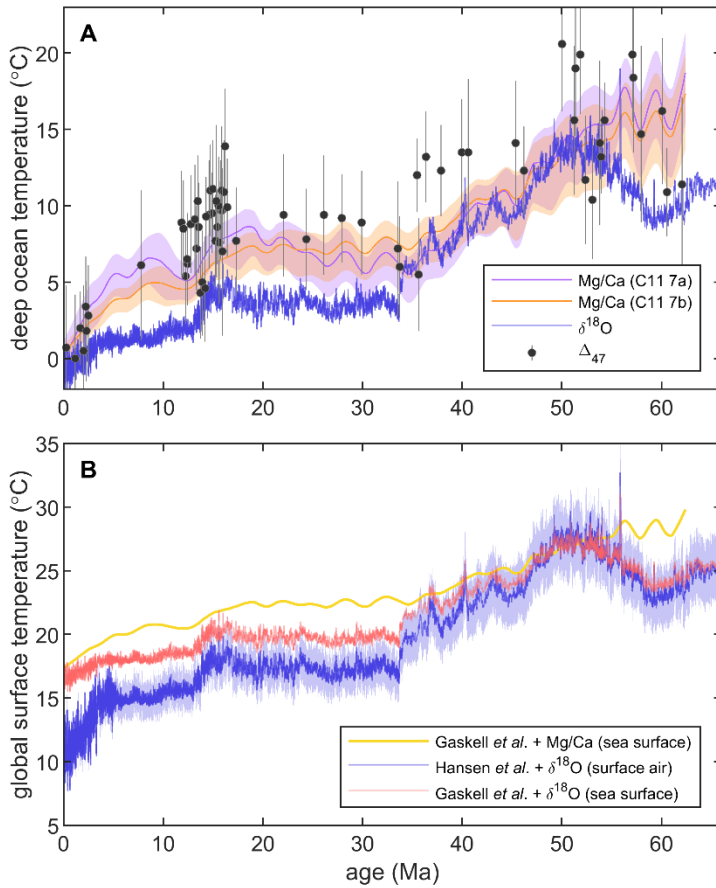 A
deep ocean temperature (°C)
20
15
10
5
0
Mg/Ca (C11 7a)
Mg/Ca (C11 7b)
δ18O
Δ47
0 10 20 30 40 50 60
B
global surface temperature (°C)
35
30
25
20
15
10
5
Gaskell et al. + Mg/Ca (sea surface)
Hansen et al. + δ18O (surface air)
Gaskell et al. + δ18O (sea surface)
0 10 20 30 40 50 60
age (Ma)